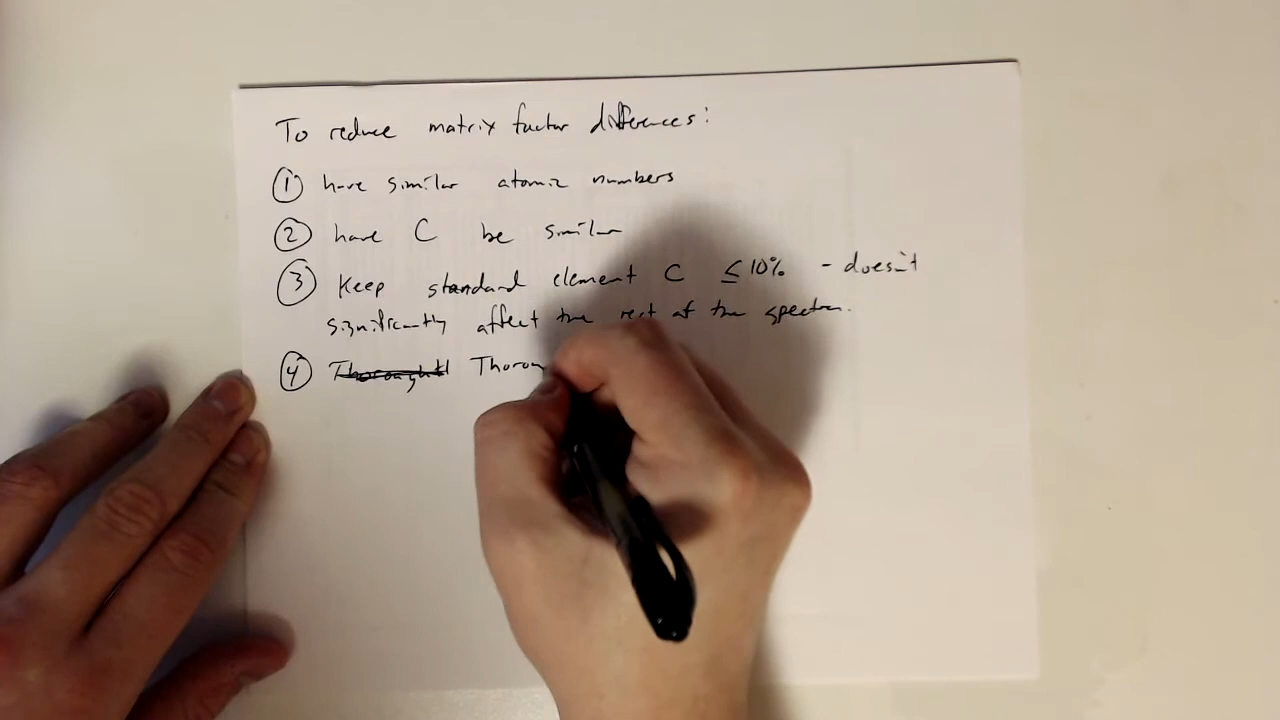 To reduce matrix factor differences:
① have similar atomic numbers
② have C be similar
③ Keep standard element C ≤10% - doesn't
significantly affect the rest of the spectra.
④ Thorough Thorou